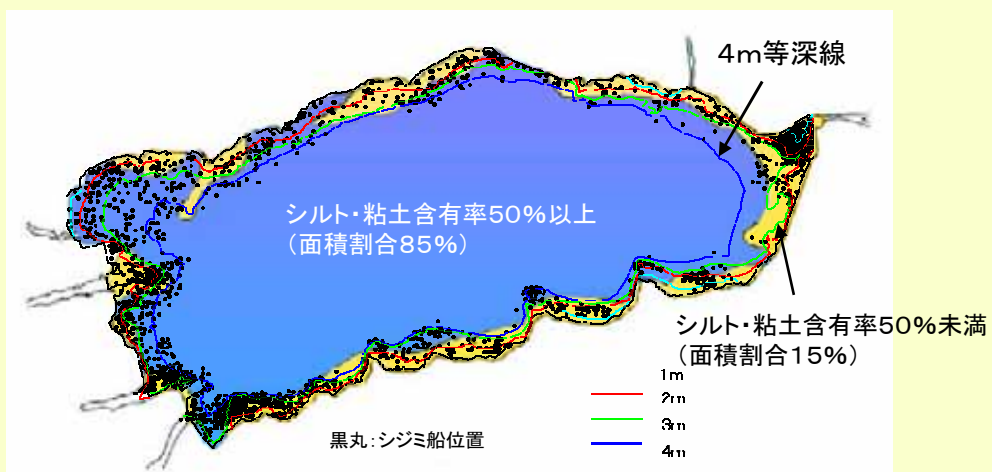 4m等深線
シルト・粘土含有率50%以上
(面積割合85%)
シルト・粘土含有率50%未満
(面積割合15%)
1m
2m
3m
4m
黒丸:シジミ船位置